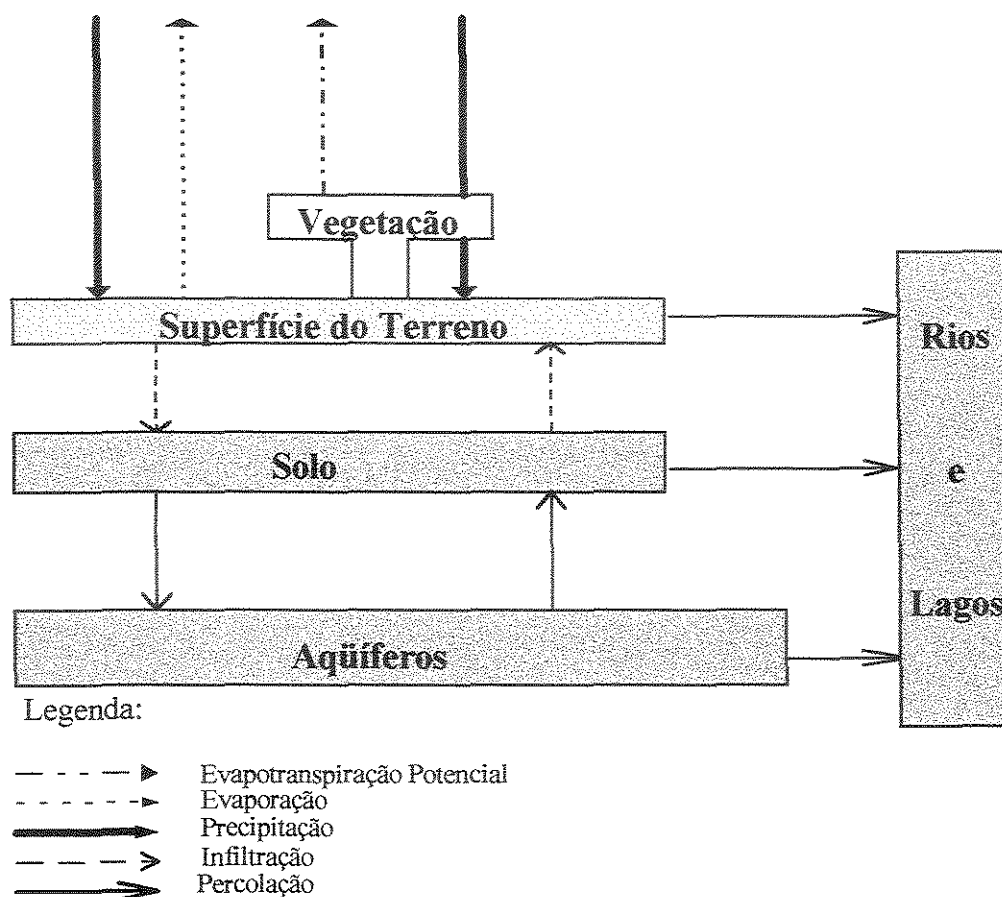 Vegetação
Superfície do Terreno
Rios
Solo
e
Lagos
Aqüíferos
Legenda:
Evapotranspiração Potencial
Evaporação
Precipitação
Infiltração
Percolação